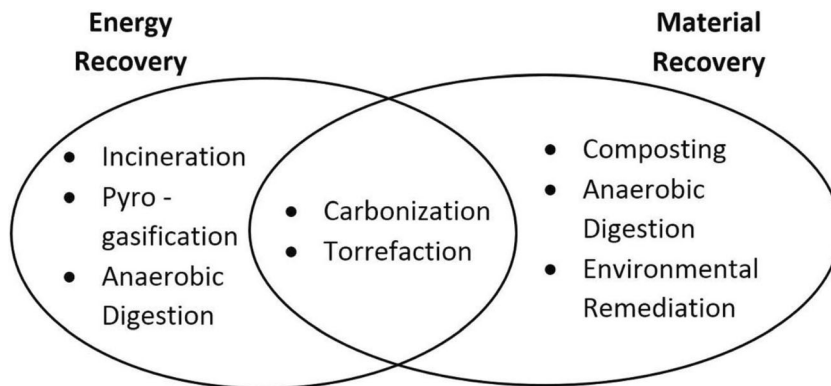 Energy
Recovery
Material
Recovery
• Incineration
• Pyro -
gasification
• Anaerobic
Digestion
• Carbonization
• Torrefaction
• Composting
• Anaerobic
Digestion
• Environmental
Remediation